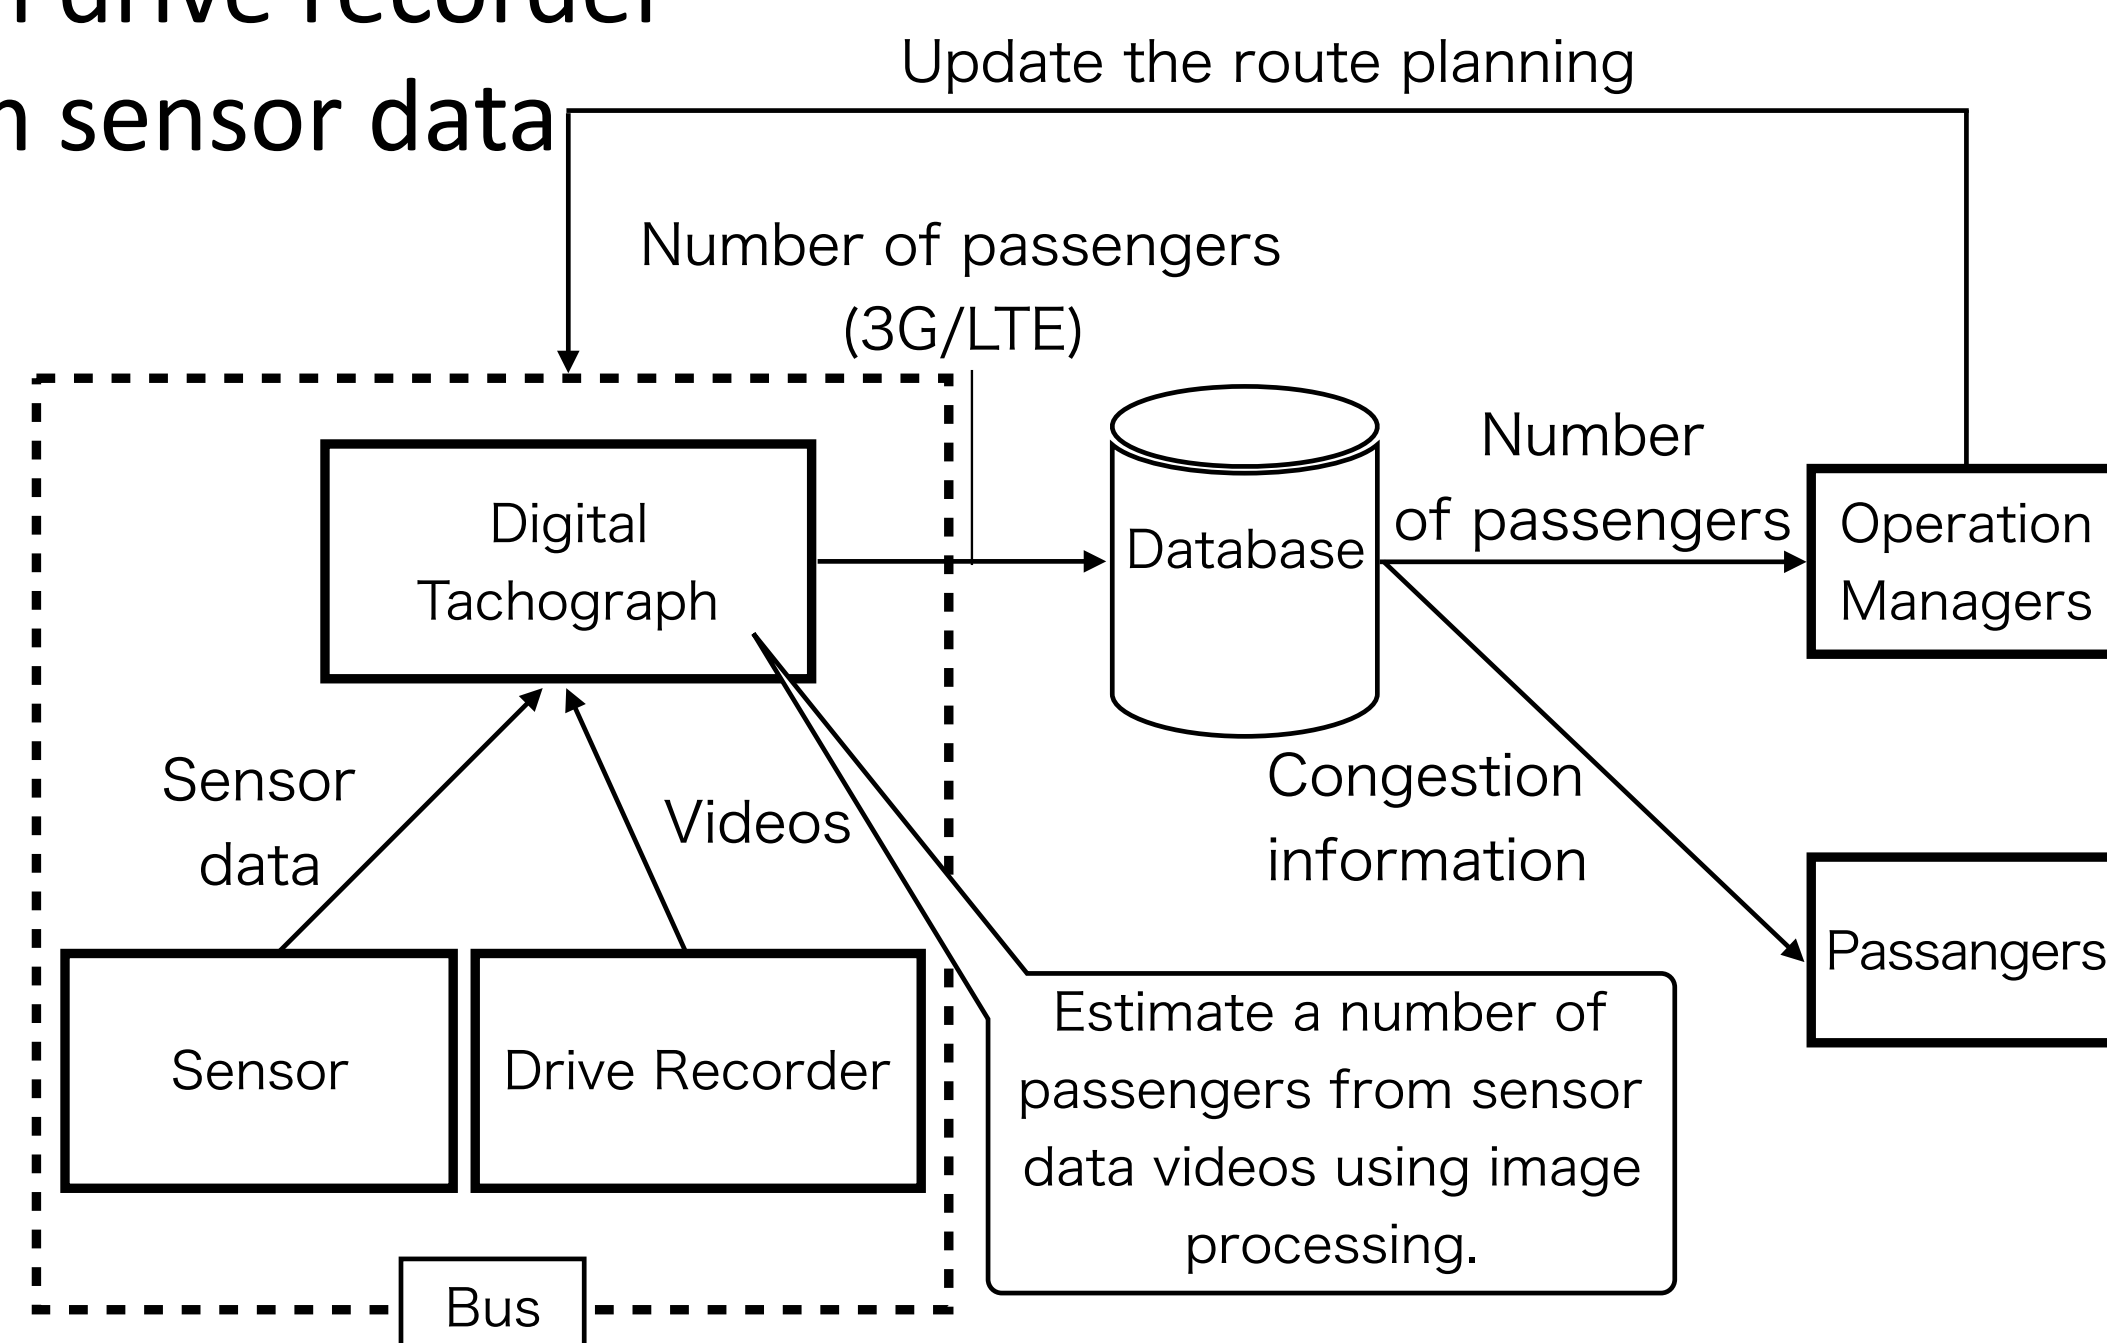 drive recorder
sensor data
Update the route planning
Number of passengers
(3G/LTE)
Digital
Tachograph
Database
Number
of passengers
Operation
Managers
Sensor
data
Videos
Congestion
information
Passangers
Sensor
Drive Recorder
Estimate a number of
passengers from sensor
data videos using image
processing.
Bus